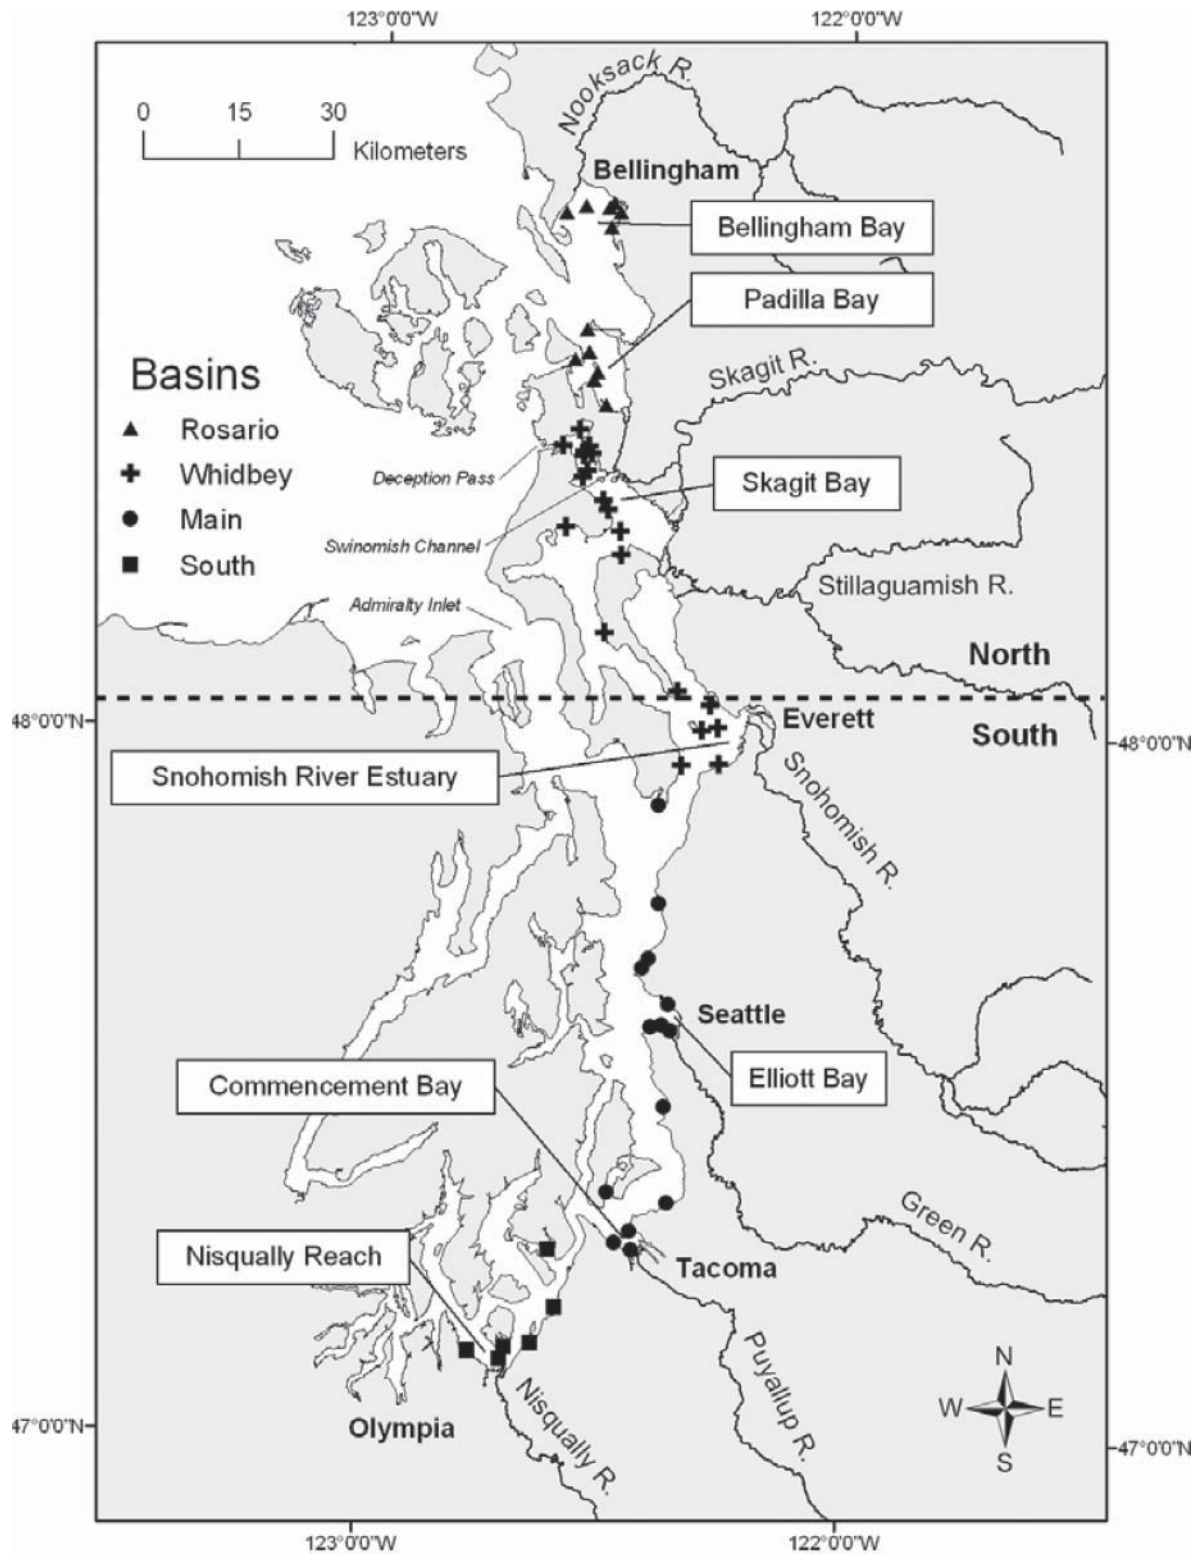 123°0'0"W
122°0'0"W
0 15 30
Kilometers
Nooksack R.
Bellingham
Bellingham Bay
Padilla Bay
Skagit R.
Basins
Rosario
Whidbey
Main
South
Deception Pass
Skagit Bay
Swinomish Channel
Stillaguamish R.
Admiralty Inlet
North
48°0'0"N
Everett
South
48°0'0"N
Snohomish River Estuary
Snohomish R.
Seattle
Elliott Bay
Commencement Bay
Green R.
Nisqually Reach
Tacoma
Puyallup R.
N
W E
S
Nisqually R.
Olympia
47°0'0"N
47°0'0"N
123°0'0"W
122°0'0"W